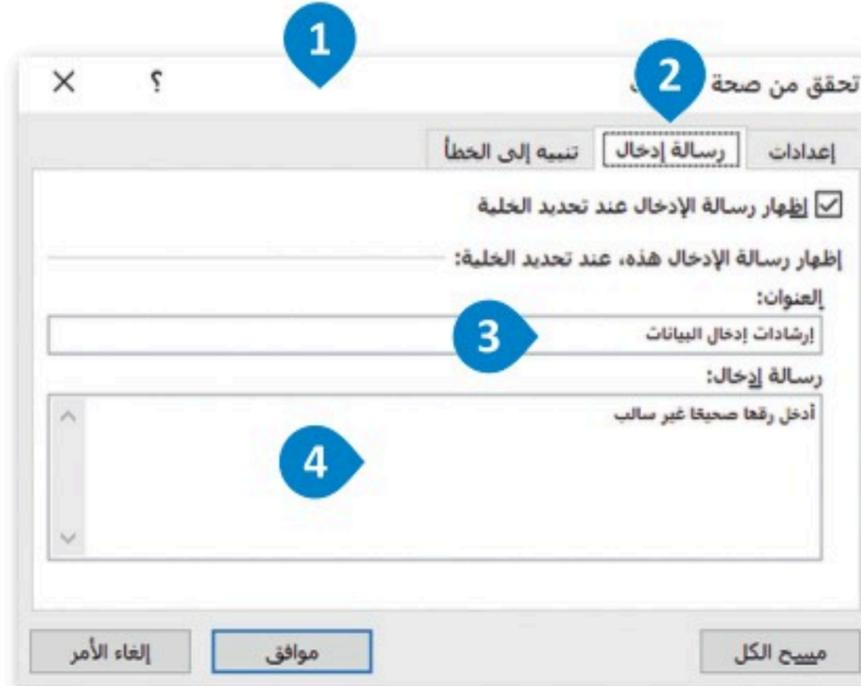 1
2
تحقق من صحة
؟
إعدادات
رسالة إدخال
تنبيه إلى الخطأ
إظهار رسالة الإدخال عند تحديد الخلية
إظهار رسالة الإدخال هذه، عند تحديد الخلية:
العنوان:
إرشادات إدخال البيانات
3
رسالة إدخال:
أدخل رقها صحيحًا غير سالب
4
مسح الكل
موافق
إلغاء الأمر